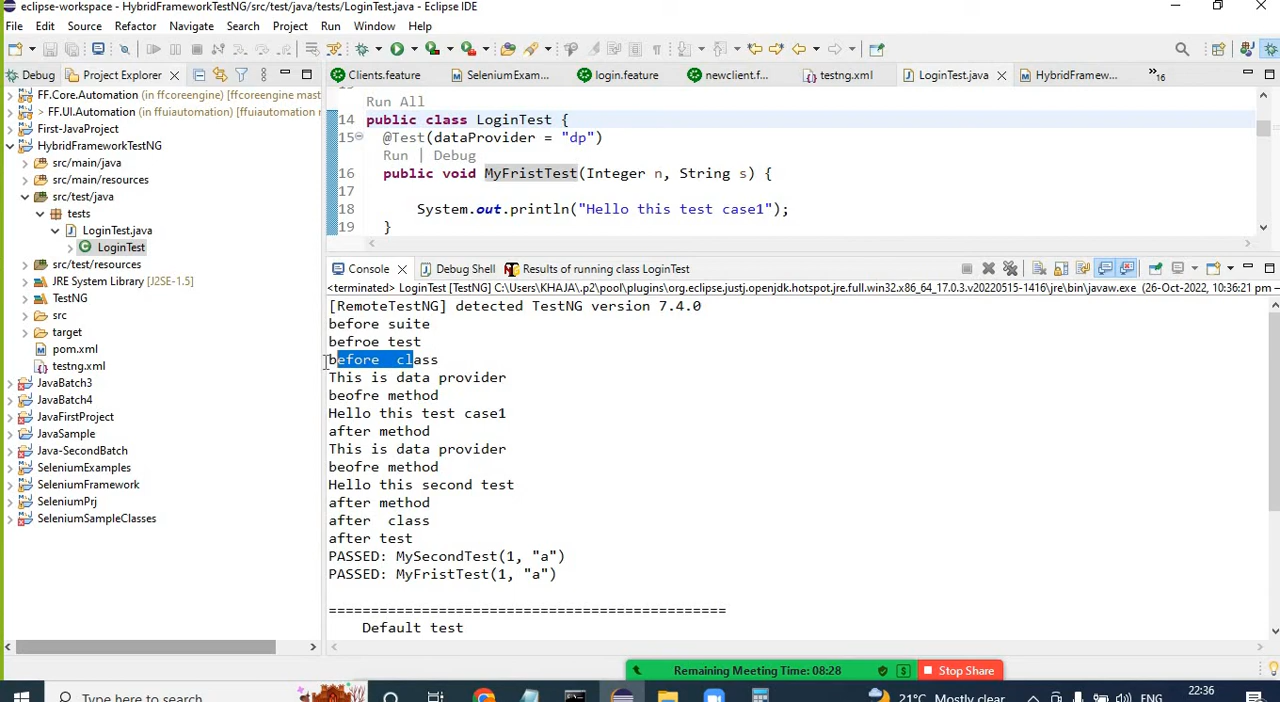 eclipse-workspace - HybridFrameworkTestNG/src/test/java/tests/LoginTest.java - Eclipse IDE
File Edit Source Refactor Navigate Search Project Run Window Help
Debug Project Explorer
Clients.feature SeleniumExam... login.feature newclient.f... testng.xml LoginTest.java HybridFramew... »16
FF.Core.Automation (in ffcoreengine) [ffcoreengine mast
> FF.UI.Automation (in ffuiautomation) [ffuiautomation r
First-JavaProject
HybridFrameworkTestNG
src/main/java
src/main/resources
src/test/java
tests
LoginTest.java
LoginTest
src/test/resources
JRE System Library [J2SE-1.5]
TestNG
src
target
pom.xml
testng.xml
JavaBatch3
JavaBatch4
JavaFirstProject
JavaSample
Java-SecondBatch
SeleniumExamples
SeleniumFramework
SeleniumPrj
SeleniumSampleClasses
Run All
14 public class LoginTest {
15 @Test(dataProvider = "dp")
Run | Debug
16 public void MyFristTest(Integer n, String s) {
17
18 System.out.println("Hello this test case1");
19 }
Console Debug Shell Results of running class LoginTest
<terminated> LoginTest [TestNG] C:\Users\KHAJA\.p2\pool\plugins\org.eclipse.justj.openjdk.hotspot.jre.full.win32.x86_64_17.0.3.v20220515-1416\jre\bin\javaw.exe (26-Oct-2022, 10:36:21 pm
[RemoteTestNG] detected TestNG version 7.4.0
before suite
befroe test
before  class
This is data provider
beofre method
Hello this test case1
after method
This is data provider
beofre method
Hello this second test
after method
after  class
after test
PASSED: MySecondTest(1, "a")
PASSED: MyFristTest(1, "a")
===============================================
Default test
Remaining Meeting Time: 08:28 Stop Share
Type here to search
21°C Mostly clear ENG 22:36